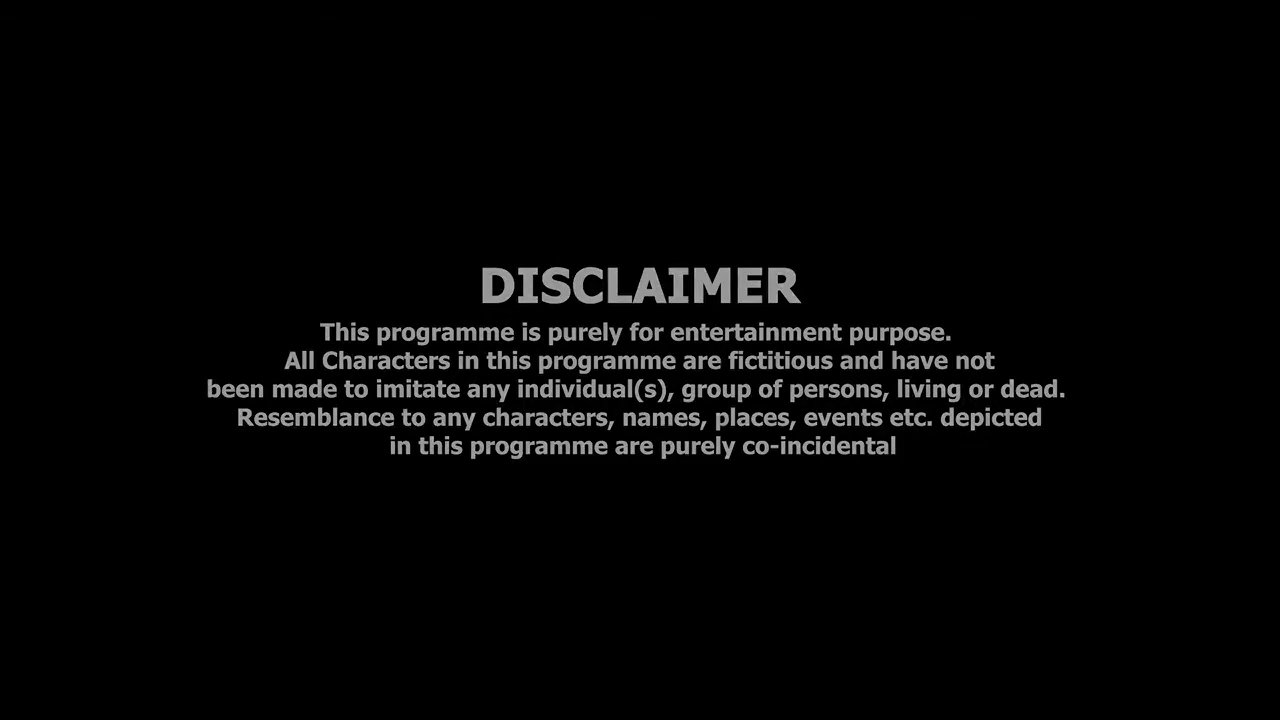 DISCLAIMER
This programme is purely for entertainment purpose.
All Characters in this programme are fictitious and have not
been made to imitate any individual(s), group of persons, living or dead.
Resemblance to any characters, names, places, events etc. depicted
in this programme are purely co-incidental